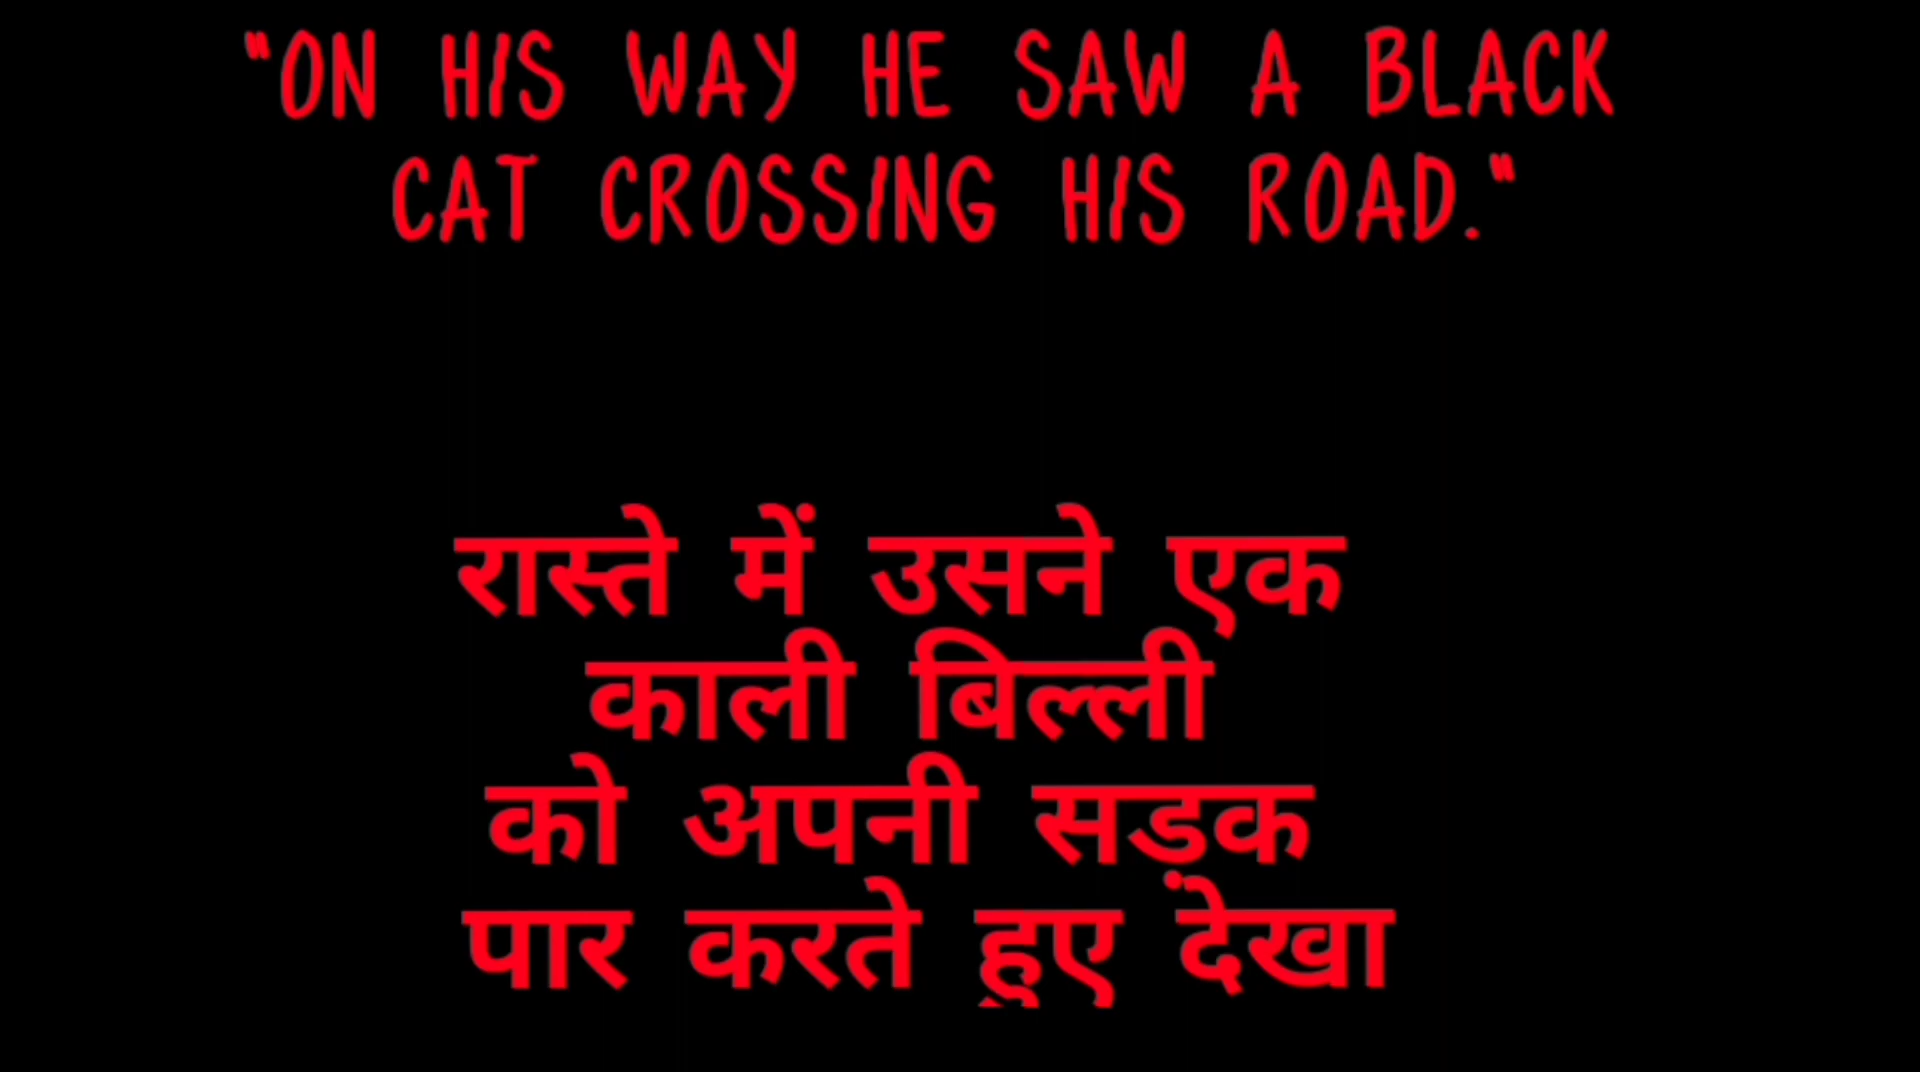 "ON HIS WAY HE SAW A BLACK
CAT CROSSING HIS ROAD."
रास्ते में उसने एक
काली बिल्ली
को अपनी सड़क
पार करते हुए देखा